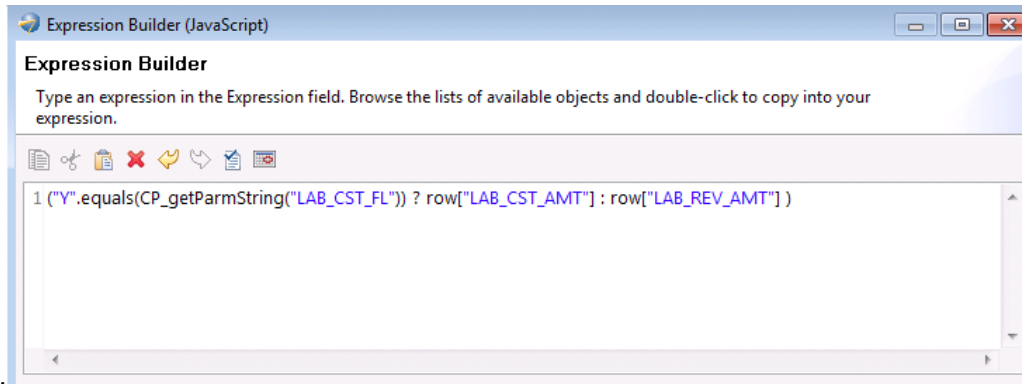 Expression Builder (JavaScript)
Expression Builder
Type an expression in the Expression field. Browse the lists of available objects and double-click to copy into your
expression.
1 ("Y".equals(CP_getParmString("LAB_CST_FL")) ? row["LAB_CST_AMT"] : row["LAB_REV_AMT"] )